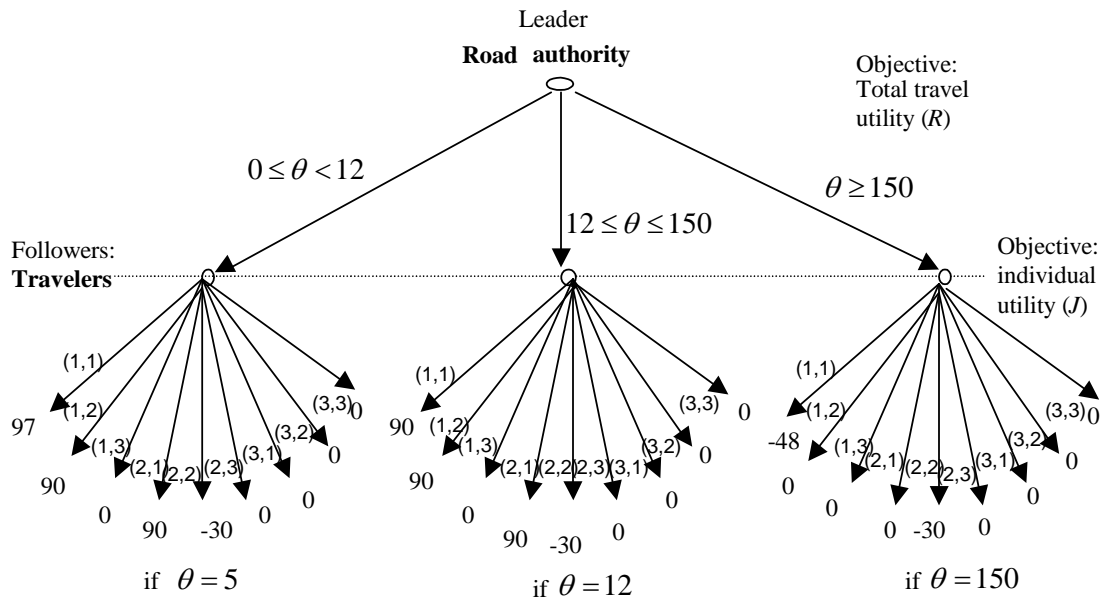 Leader
Road authority
Objective:
Total travel
utility (R)
0 ≤ θ < 12
12 ≤ θ ≤ 150
θ ≥ 150
Followers:
Travelers
Objective:
individual
utility (J)
(1,1) (1,2) (1,3) (2,1) (2,2) (2,3) (3,1) (3,2) (3,3)
97 90 0 90 -30 0 0 0 0
if θ = 5
(1,1) (1,2) (1,3) (2,1) (2,2) (2,3) (3,1) (3,2) (3,3)
90 90 0 90 -30 0 0 0 0
if θ = 12
(1,1) (1,2) (1,3) (2,1) (2,2) (2,3) (3,1) (3,2) (3,3)
-48 0 0 0 -30 0 0 0 0
if θ = 150